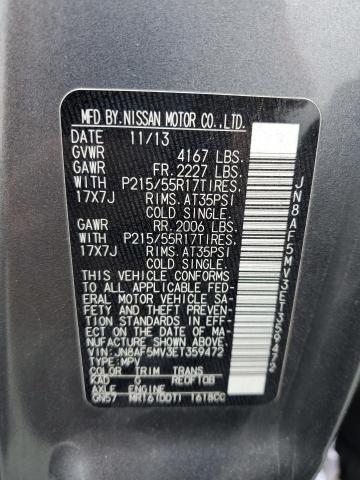 MFD.BY.NISSAN MOTOR CO.,LTD.
DATE 11/13
GVWR 4167 LBS.
GAWR FR. 2227 LBS.
WITH P215/55R17TIRES,
17X7J RIMS, AT35PSI
COLD SINGLE.
GAWR RR. 2006 LBS.
WITH P215/55R17TIRES,
17X7J RIMS, AT35PSI
COLD SINGLE.
THIS VEHICLE CONFORMS
TO ALL APPLICABLE FED-
ERAL MOTOR VEHICLE SA-
FETY AND THEFT PREVEN-
TION STANDARDS IN EFF-
ECT ON THE DATE OF MA-
NUFACTURE SHOWN ABOVE.
VIN: JN8AF5MV3ET359472
TYPE: MPV
COLOR TRIM TRANS
KAD G RE0F10B
AXLE ENGINE
GN57 MR16(DDT) 1618CC
JN8AF5MV3ET359472